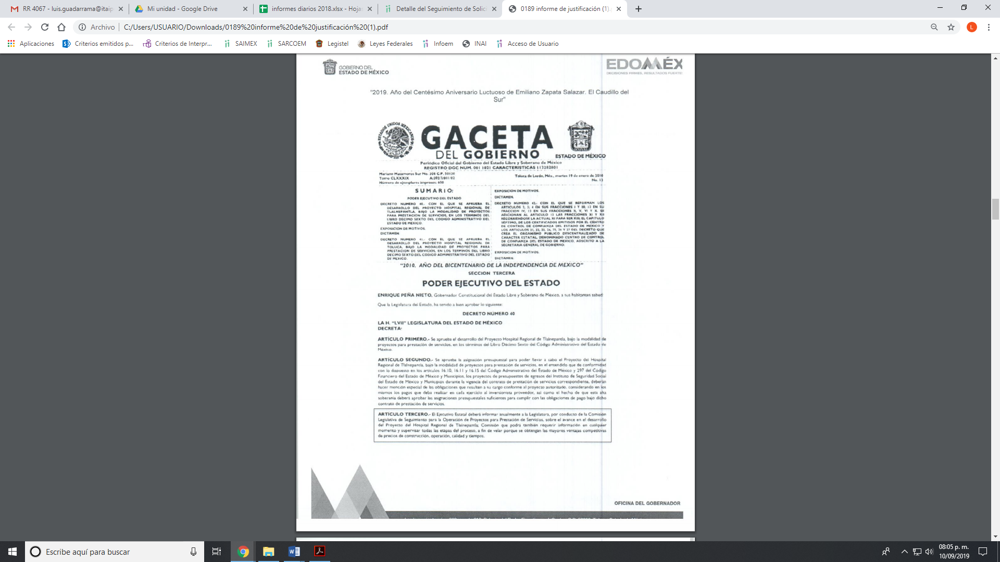 RR 4067 - luis.guadarrama@itaip
Mi unidad - Google Drive
informes diarios 2018.xlsx - Hojas
Detalle del Seguimiento de Solici
0189 informe de justificación (1).
Archivo
C:/Users/USUARIO/Downloads/0189%20informe%20de%20justificación%20(1).pdf
L
Aplicaciones
Criterios emitidos p...
Criterios de Interpr...
SAIMEX
SARCOEM
Legistel
Leyes Federales
Infoem
INAI
Acceso de Usuario
GOBIERNO DEL
ESTADO DE MÉXICO
EDOMÉX
DECISIONES FIRMES, RESULTADOS FUERTES
"2019. Año del Centésimo Aniversario Luctuoso de Emiliano Zapata Salazar. El Caudillo del
Sur"
ESTADOS UNIDOS MEXICANOS
GACETA
DEL GOBIERNO
ESTADO DE MÉXICO
Periódico Oficial del Gobierno del Estado Libre y Soberano de México
REGISTRO DGC NUM. 001 1021 CARACTERISTICAS 113282801
Mariano Matamoros Sur No. 308 C.P. 50130
Tomo CLXXXIX A:202/3/001/02
Número de ejemplares impresos: 600
Toluca de Lerdo, Méx., martes 19 de enero de 2010
No. 12
SUMARIO:
PODER EJECUTIVO DEL ESTADO
DECRETO NUMERO 40.- CON EL QUE SE APRUEBA EL
DESARROLLO DEL PROYECTO HOSPITAL REGIONAL DE
TLALNEPANTLA, BAJO LA MODALIDAD DE PROYECTOS
PARA PRESTACION DE SERVICIOS, EN LOS TERMINOS DEL
LIBRO DECIMO SEXTO DEL CODIGO ADMINISTRATIVO DEL
ESTADO DE MEXICO.
EXPOSICION DE MOTIVOS.
DICTAMEN.
DECRETO NUMERO 41.- CON EL QUE SE APRUEBA EL
DESARROLLO DEL PROYECTO HOSPITAL REGIONAL DE
TOLUCA, BAJO LA MODALIDAD DE PROYECTOS PARA
PRESTACION DE SERVICIOS, EN LOS TERMINOS DEL LIBRO
DECIMO SEXTO DEL CODIGO ADMINISTRATIVO DEL ESTADO
DE MEXICO.
EXPOSICION DE MOTIVOS.
DICTAMEN.
DECRETO NUMERO 42.- CON EL QUE SE REFORMAN LOS
ARTICULOS 2; 3; 4 EN SUS FRACCIONES I Y III; 12 EN SU
FRACCION IV; 13 EN SUS FRACCIONES II, V, VI Y X. SE
ADICIONAN AL ARTICULO 13 LAS FRACCIONES XI Y XII
RECORRIENDOSE LA ACTUAL XI PARA SER XIII; EL CAPITULO
SEPTIMO, DE LOS CERTIFICADOS EMITIDOS POR EL CENTRO
DE CONTROL DE CONFIANZA DEL ESTADO DE MEXICO Y
LOS ARTICULOS 21, 22, 23, 24, 25, 26 Y 27 DEL DECRETO QUE
CREA EL ORGANISMO PUBLICO DESCENTRALIZADO DE
CARACTER ESTATAL, DENOMINADO CENTRO DE CONTROL
DE CONFIANZA DEL ESTADO DE MEXICO, ADSCRITO A LA
SECRETARIA GENERAL DE GOBIERNO.
EXPOSICION DE MOTIVOS.
DICTAMEN.
"2010. AÑO DEL BICENTENARIO DE LA INDEPENDENCIA DE MEXICO"
SECCION TERCERA
PODER EJECUTIVO DEL ESTADO
ENRIQUE PEÑA NIETO, Gobernador Constitucional del Estado Libre y Soberano de México, a sus habitantes sabed:
Que la Legislatura del Estado, ha tenido a bien aprobar lo siguiente:
DECRETO NÚMERO 40
LA H. "LVII" LEGISLATURA DEL ESTADO DE MÉXICO
DECRETA:
ARTÍCULO PRIMERO.- Se aprueba el desarrollo del Proyecto Hospital Regional de Tlalnepantla, bajo la modalidad de
proyectos para prestación de servicios, en los términos del Libro Décimo Sexto del Código Administrativo del Estado de
México.
ARTÍCULO SEGUNDO.- Se aprueba la asignación presupuestal para poder llevar a cabo el Proyecto del Hospital
Regional de Tlalnepantla, bajo la modalidad de proyectos para prestación de servicios, en el entendido que de conformidad
con lo dispuesto en los artículos 16.10, 16.11 y 16.15 del Código Administrativo del Estado de México y 297 del Código
Financiero del Estado de México y Municipios, los proyectos de presupuestos de egresos del Instituto de Seguridad Social
del Estado de México y Municipios durante la vigencia del contrato de prestación de servicios correspondiente, deberán
hacer mención especial de las obligaciones que resulten a su cargo conforme al proyecto autorizado, considerando en los
mismos los pagos que deba realizar en cada ejercicio al inversionista proveedor, así como el hecho de que esta alta
soberanía deberá aprobar las asignaciones presupuestales suficientes para cumplir con las obligaciones de pago bajo dicho
contrato de prestación de servicios.
ARTÍCULO TERCERO.- El Ejecutivo Estatal deberá informar anualmente a la Legislatura, por conducto de la Comisión
Legislativa de Seguimiento para la Operación de Proyectos para Prestación de Servicios, sobre el avance en el desarrollo
del Proyecto del Hospital Regional de Tlalnepantla; Comisión que podrá también requerir información en cualquier
momento y supervisar todas las etapas del proceso, a fin de velar porque se obtengan las mayores ventajas competitivas
de precios de construcción, operación, calidad y tiempos.
OFICINA DEL GOBERNADOR
Escribe aquí para buscar
08:05 p. m.
10/09/2019